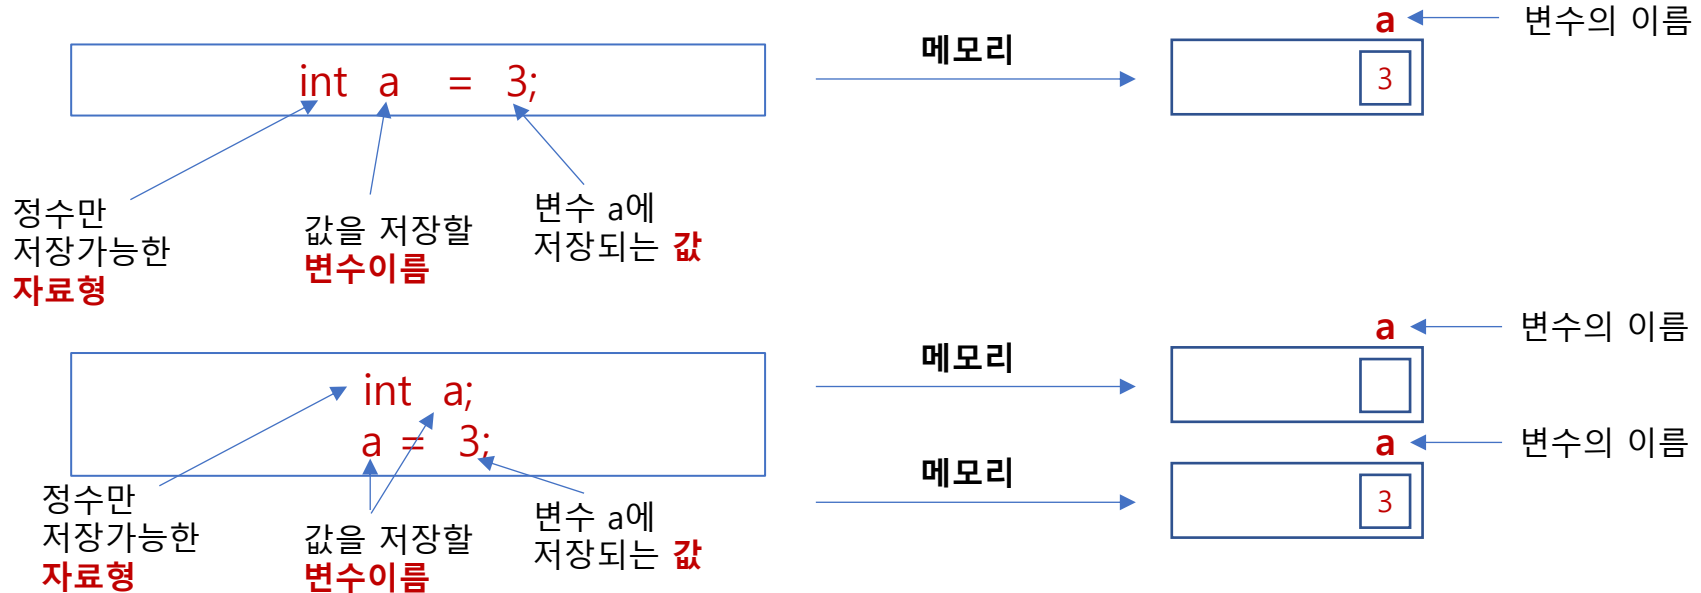 a
변수의 이름
메모리
int a = 3;
3
정수만
저장가능한
자료형
값을 저장할
변수이름
변수 a에
저장되는 값
a
변수의 이름
메모리
int a;
a = 3;
a
변수의 이름
메모리
3
정수만
저장가능한
자료형
값을 저장할
변수이름
변수 a에
저장되는 값